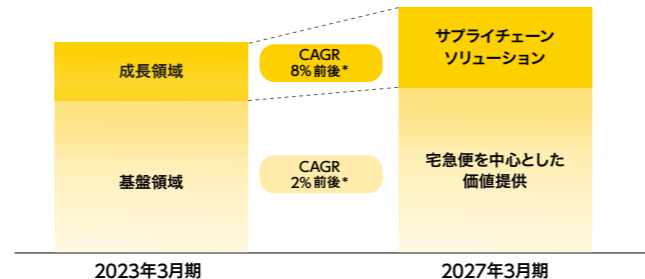 成長領域
CAGR
8%前後*
サプライチェーン
ソリューション
基盤領域
CAGR
2%前後*
宅急便を中心とした
価値提供
2023年3月期
2027年3月期